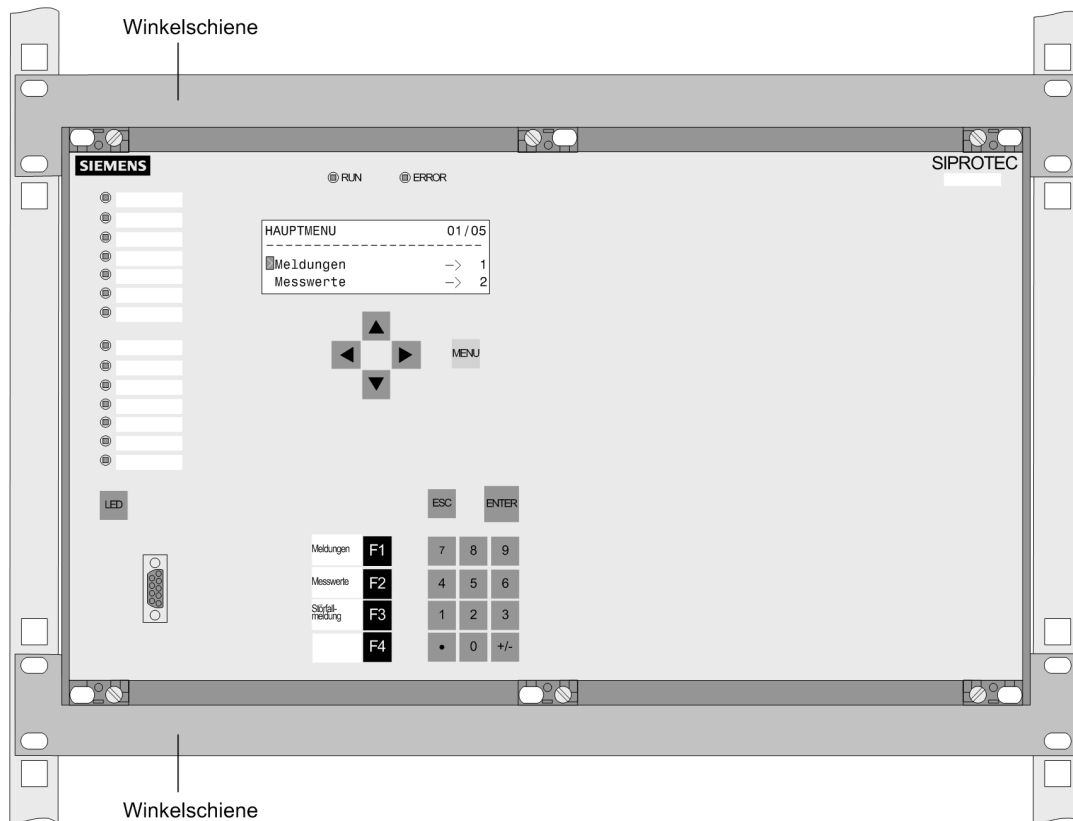 Winkelschiene
SIEMENS
SIPROTEC
RUN ERROR
HAUPTMENU 01/05
---------------------
Meldungen –> 1
Messwerte –> 2
MENU
LED
ESC ENTER
Meldungen F1 7 8 9
Messwerte F2 4 5 6
Störfall-
meldung F3 1 2 3
F4 • 0 +/-
Winkelschiene